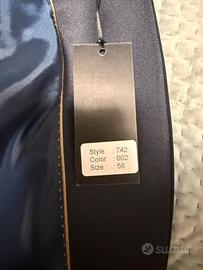 Style : 742
Color : 002
Size : 56
subito